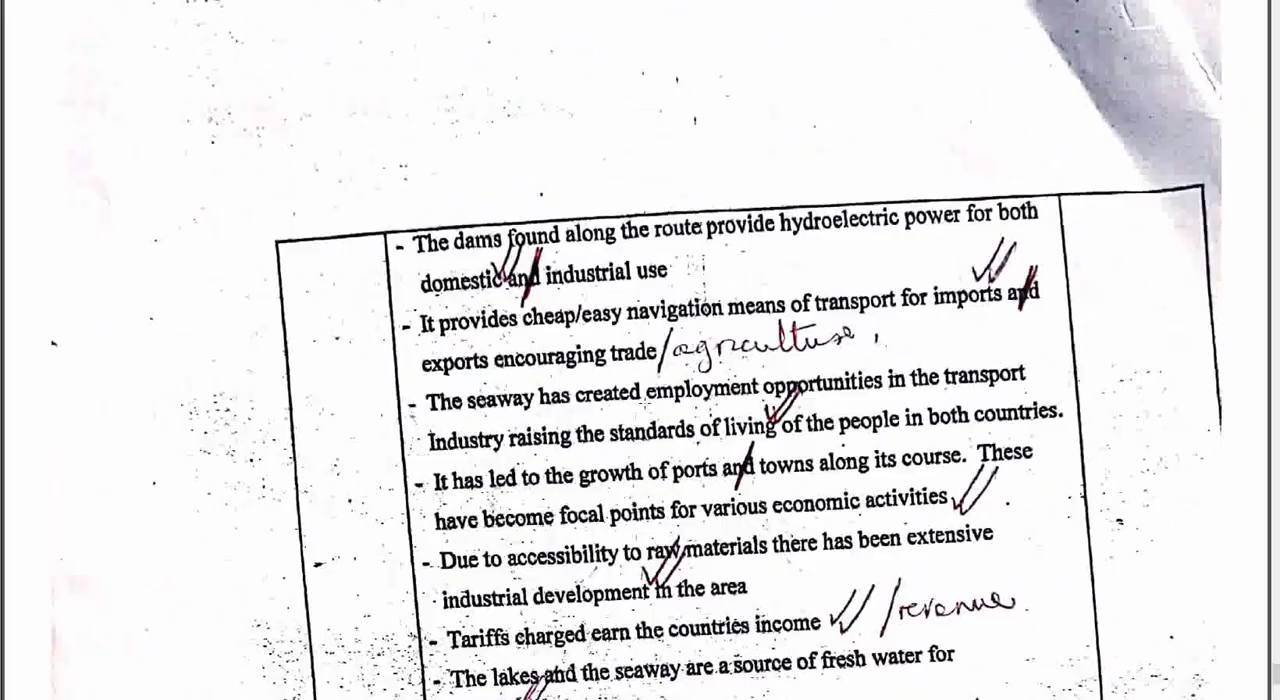 - The dams found along the route provide hydroelectric power for both
domestic and industrial use
- It provides cheap/easy navigation means of transport for imports and
exports encouraging trade /agriculture,
- The seaway has created employment opportunities in the transport
Industry raising the standards of living of the people in both countries.
- It has led to the growth of ports and towns along its course. These
have become focal points for various economic activities
- Due to accessibility to raw materials there has been extensive
industrial development in the area
- Tariffs charged earn the countries income /revenue.
- The lakes and the seaway are a source of fresh water for